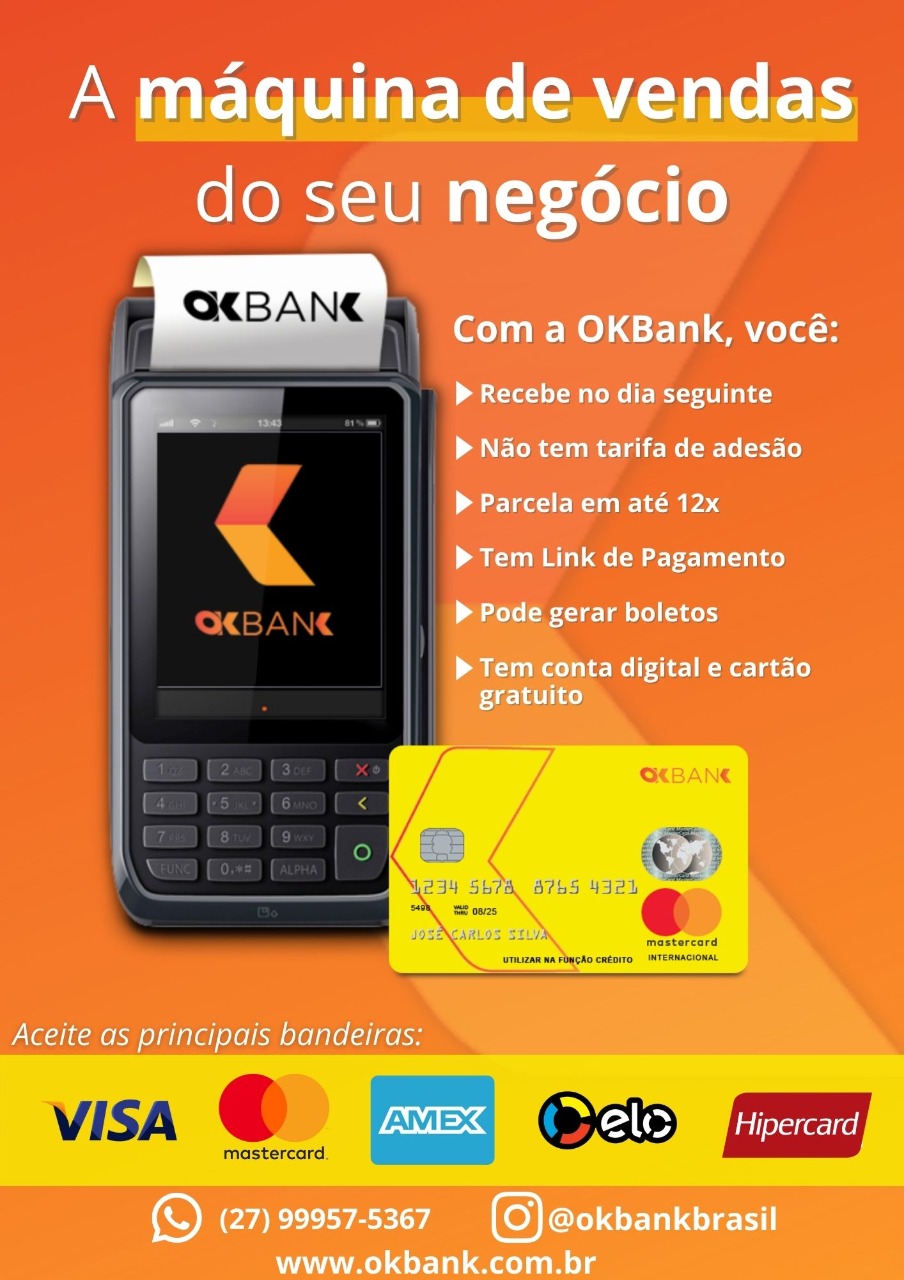 A máquina de vendas
do seu negócio
OKBANK
Com a OKBank, você:
Recebe no dia seguinte
Não tem tarifa de adesão
Parcela em até 12x
Tem Link de Pagamento
Pode gerar boletos
Tem conta digital e cartão
gratuito
13:43 81%
OKBANK
1 2 ABC 3 DEF
4 GHI 5 JKL 6 MNO
7 8 TUV 9 WXY
FUNC 0,*# ALPHA
OKBANK
1234 5678 8765 4321
5498 VALID THRU 08/25
JOSÉ CARLOS SILVA
UTILIZAR NA FUNÇÃO CRÉDITO
mastercard
INTERNACIONAL
Aceite as principais bandeiras:
VISA mastercard. AMEX elo Hipercard
(27) 99957-5367 @okbankbrasil
www.okbank.com.br